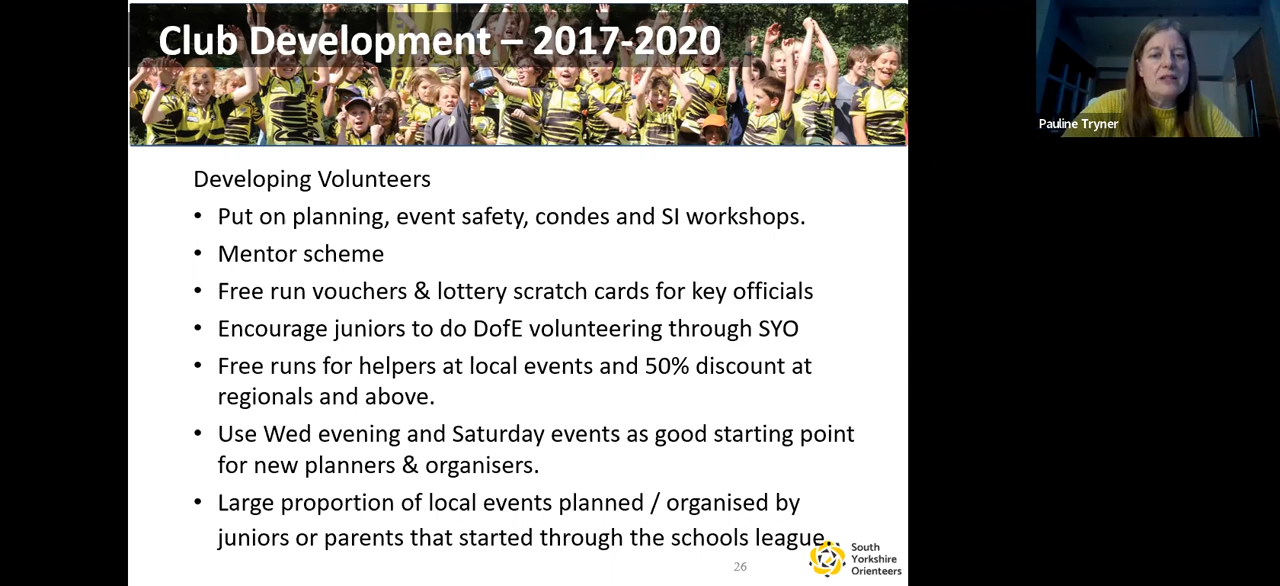 Club Development – 2017-2020
Pauline Tryner
Developing Volunteers
• Put on planning, event safety, condes and SI workshops.
• Mentor scheme
• Free run vouchers & lottery scratch cards for key officials
• Encourage juniors to do DofE volunteering through SYO
• Free runs for helpers at local events and 50% discount at
regionals and above.
• Use Wed evening and Saturday events as good starting point
for new planners & organisers.
• Large proportion of local events planned / organised by
juniors or parents that started through the schools league.
26
South
Yorkshire
Orienteers